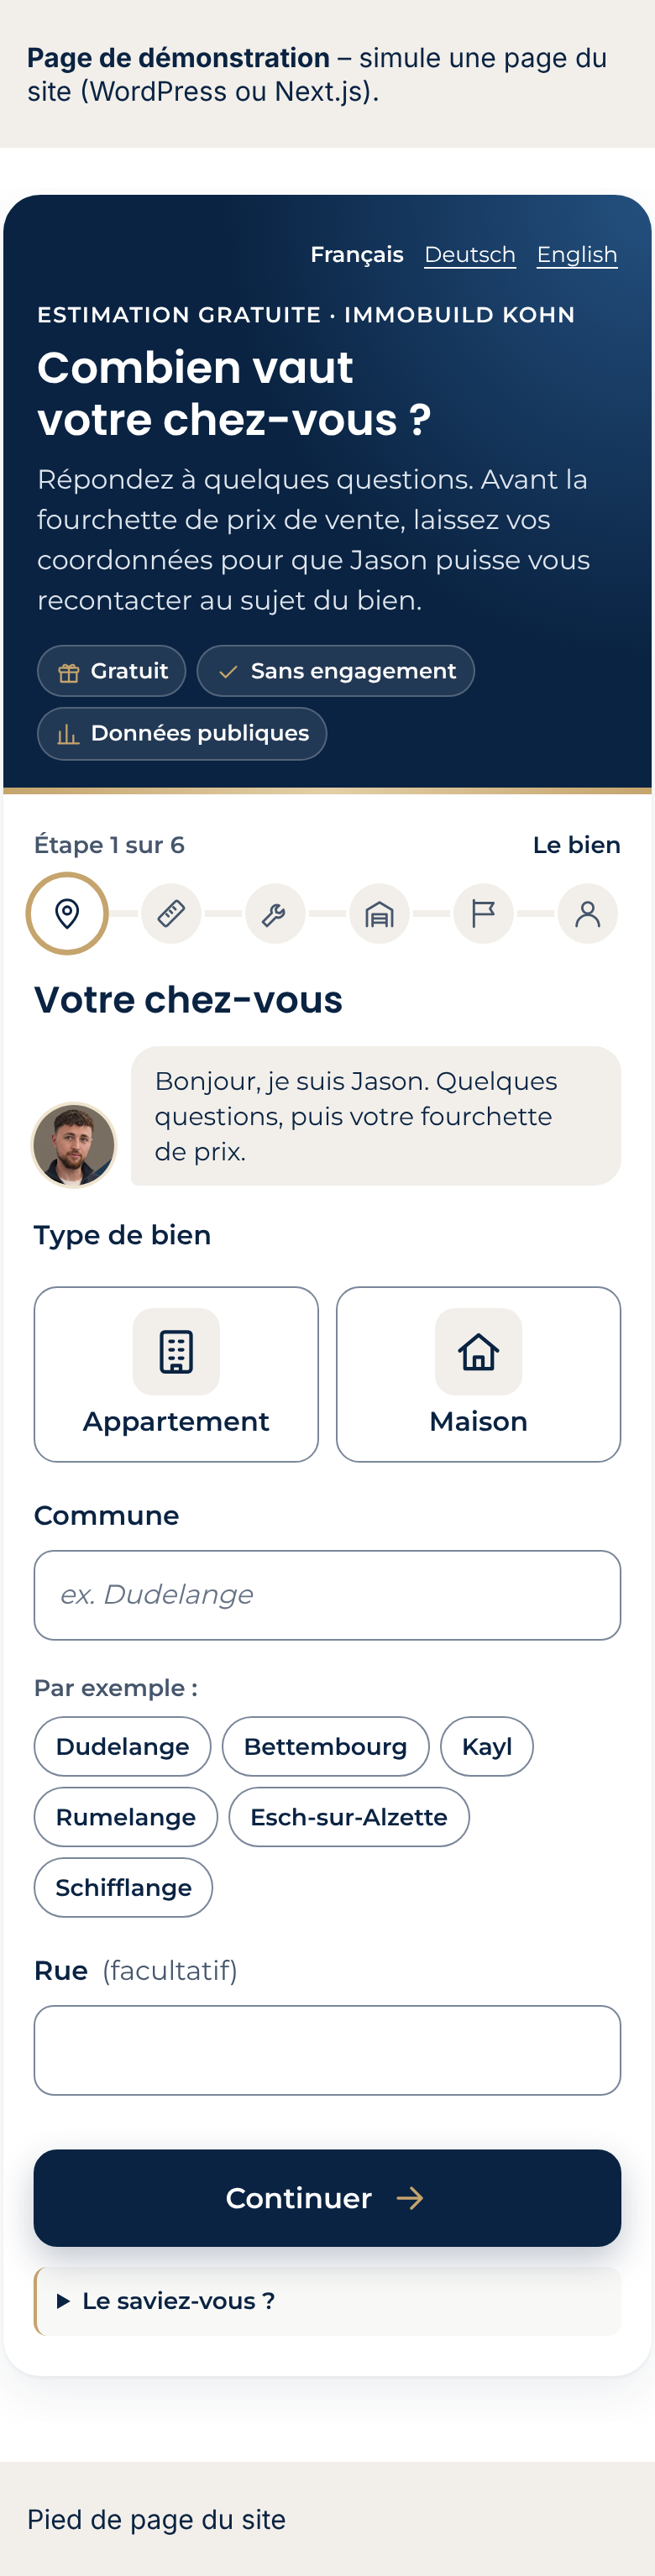 Page de démonstration – simule une page du
site (WordPress ou Next.js).
Français Deutsch English
ESTIMATION GRATUITE · IMMOBUILD KOHN
Combien vaut
votre chez-vous ?
Répondez à quelques questions. Avant la
fourchette de prix de vente, laissez vos
coordonnées pour que Jason puisse vous
recontacter au sujet du bien.
Gratuit Sans engagement
Données publiques
Étape 1 sur 6 Le bien
Votre chez-vous
Bonjour, je suis Jason. Quelques
questions, puis votre fourchette
de prix.
Type de bien
Appartement Maison
Commune
ex. Dudelange
Par exemple :
Dudelange Bettembourg Kayl
Rumelange Esch-sur-Alzette
Schifflange
Rue (facultatif)
Continuer
Le saviez-vous ?
Pied de page du site